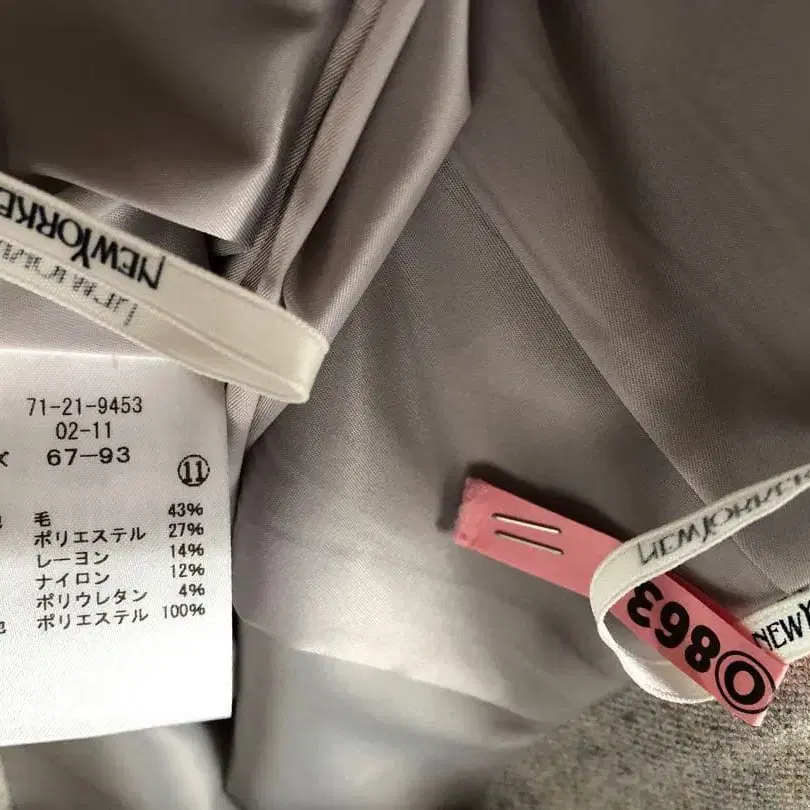 NEWYORKE
71-21-9453
02-11
67-93
11
毛 43%
ポリエステル 27%
レーヨン 14%
ナイロン 12%
ポリウレタン 4%
ポリエステル 100%
NEWYORKER
0863
NEWY